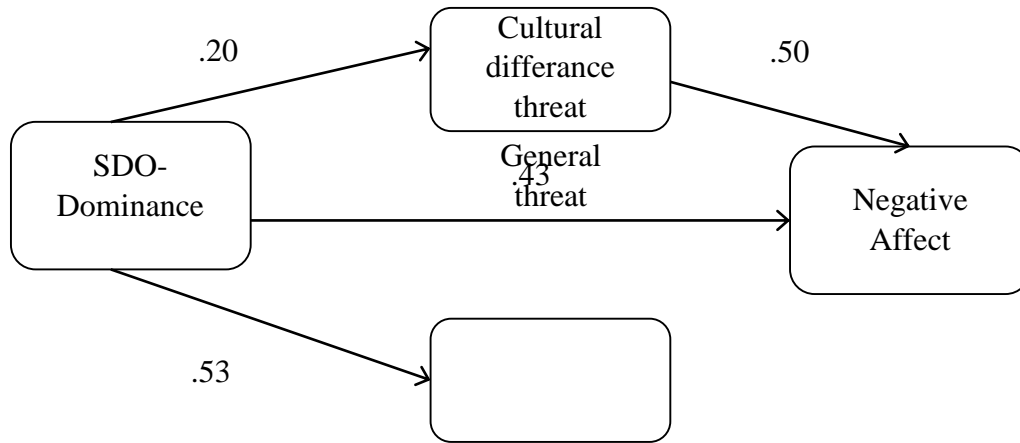 .20
Cultural
differance
threat
.50
SDO-
Dominance
General
threat
.43
Negative
Affect
.53